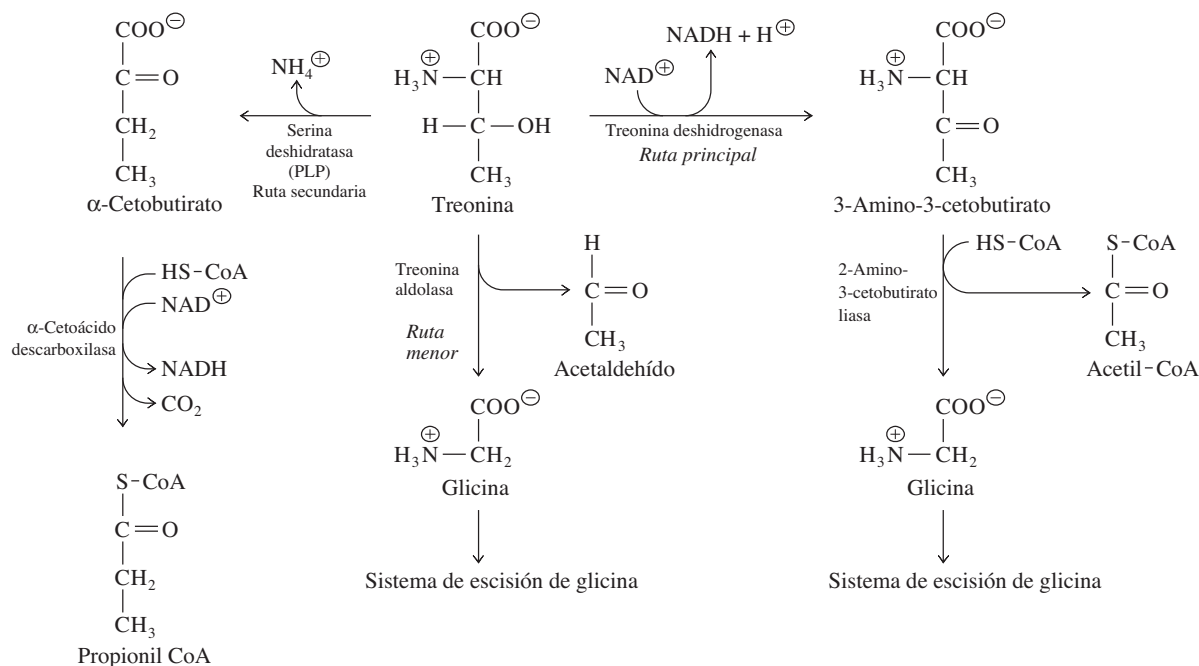 COO⊖
C=O
CH₂
CH₃
α-Cetobutirato
NH₄⊕
Serina
deshidratasa
(PLP)
Ruta secundaria
COO⊖
H₃N⊕—CH
H—C—OH
CH₃
Treonina
NAD⊕
NADH + H⊕
Treonina deshidrogenasa
Ruta principal
COO⊖
H₃N⊕—CH
C=O
CH₃
3-Amino-3-cetobutirato
HS-CoA
NAD⊕
α-Cetoácido
descarboxilasa
NADH
CO₂
S-CoA
C=O
CH₂
CH₃
Propionil CoA
Treonina
aldolasa
Ruta
menor
H
C=O
CH₃
Acetaldehído
COO⊖
H₃N⊕—CH₂
Glicina
Sistema de escisión de glicina
HS-CoA
2-Amino-
3-cetobutirato
liasa
S-CoA
C=O
CH₃
Acetil-CoA
COO⊖
H₃N⊕—CH₂
Glicina
Sistema de escisión de glicina